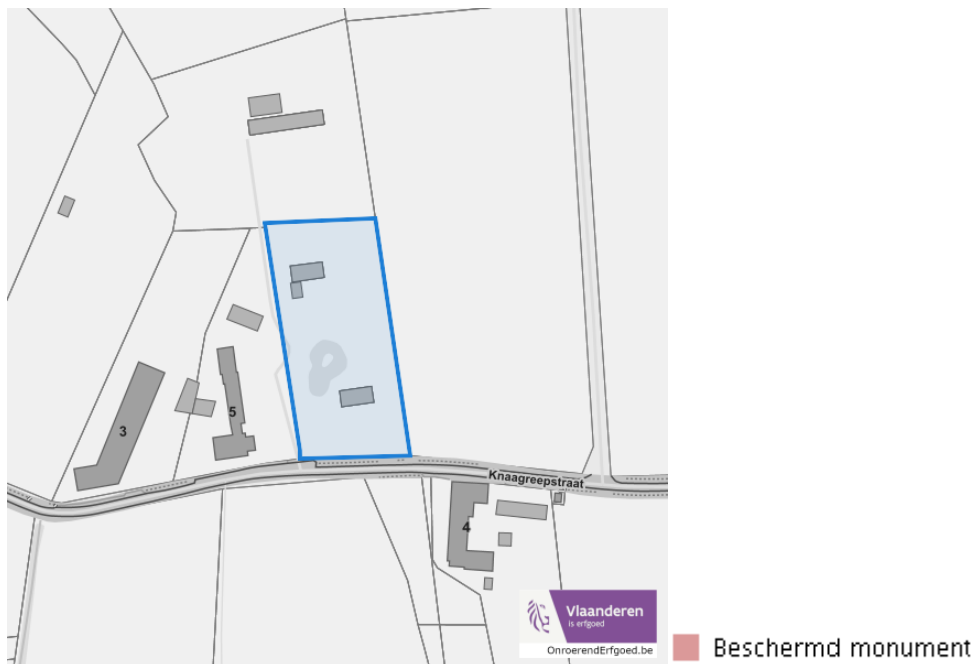 5
3
Knaagreepstraat
4
Vlaanderen
is erfgoed
OnroerendErfgoed.be
Beschermd monument